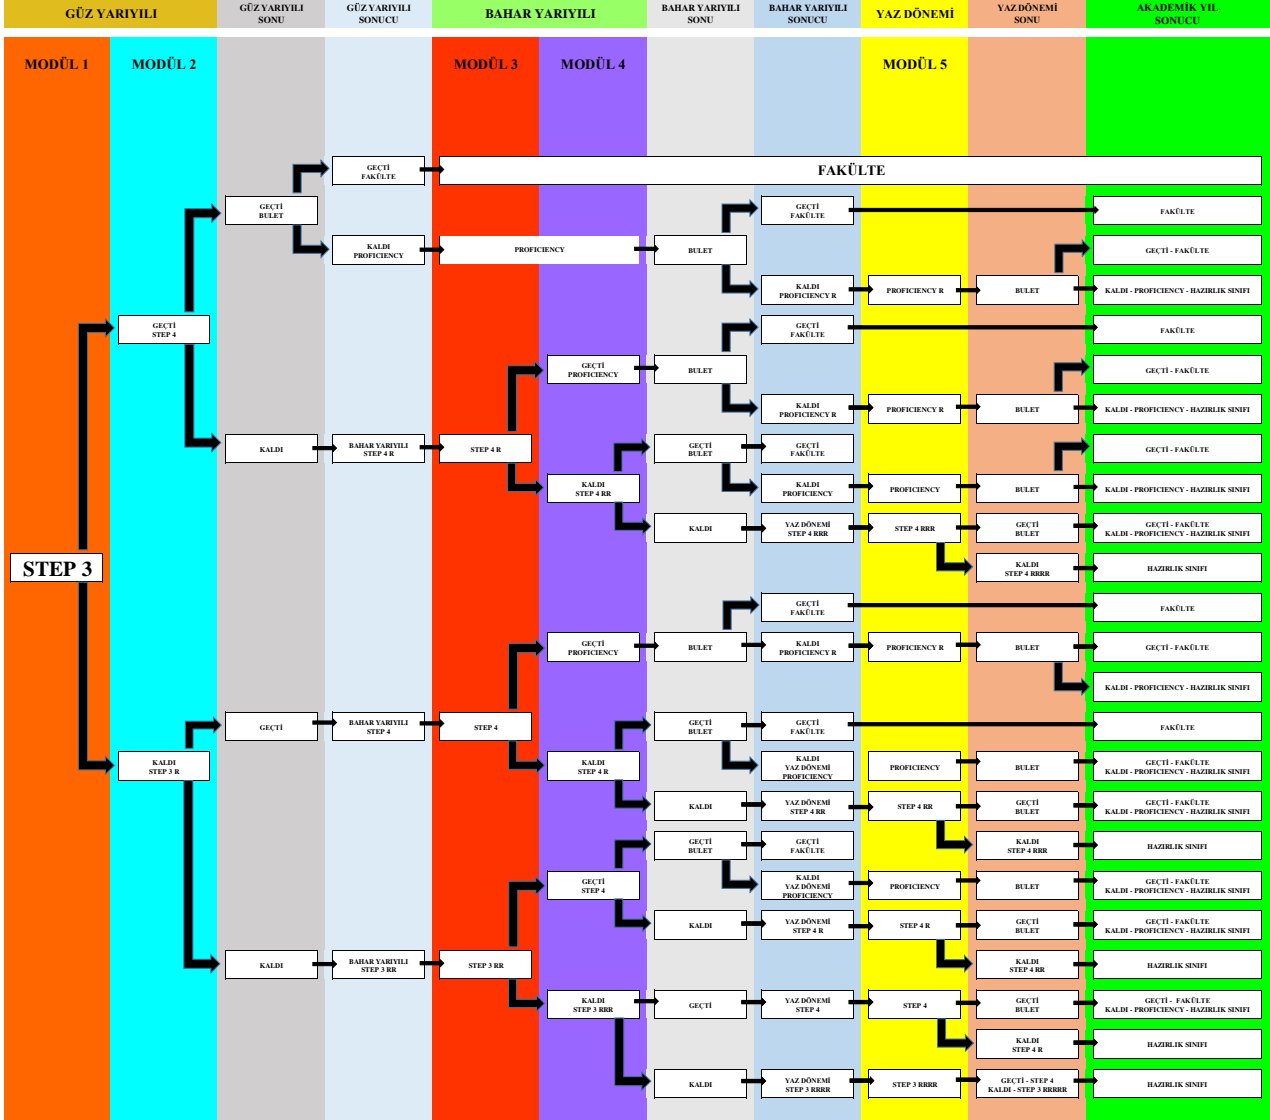 GÜZ YARIYILI
GÜZ YARIYILI
SONU
GÜZ YARIYILI
SONUCU
BAHAR YARIYILI
BAHAR YARIYILI
SONU
BAHAR YARIYILI
SONUCU
YAZ DÖNEMİ
YAZ DÖNEMİ
SONU
AKADEMİK YIL
SONUCU
MODÜL 1
MODÜL 2
MODÜL 3
MODÜL 4
MODÜL 5
GEÇTİ
FAKÜLTE
FAKÜLTE
GEÇTİ
BULET
GEÇTİ
FAKÜLTE
FAKÜLTE
KALDI
PROFICIENCY
PROFICIENCY
BULET
GEÇTİ - FAKÜLTE
KALDI
PROFICIENCY R
PROFICIENCY R
BULET
KALDI - PROFICIENCY - HAZIRLIK SINIFI
GEÇTİ
STEP 4
GEÇTİ
FAKÜLTE
FAKÜLTE
GEÇTİ
PROFICIENCY
BULET
GEÇTİ - FAKÜLTE
KALDI
PROFICIENCY R
PROFICIENCY R
BULET
KALDI - PROFICIENCY - HAZIRLIK SINIFI
KALDI
BAHAR YARIYILI
STEP 4 R
STEP 4 R
GEÇTİ
BULET
GEÇTİ
FAKÜLTE
GEÇTİ - FAKÜLTE
KALDI
STEP 4 RR
KALDI
PROFICIENCY
PROFICIENCY
BULET
KALDI - PROFICIENCY - HAZIRLIK SINIFI
KALDI
YAZ DÖNEMİ
STEP 4 RRR
STEP 4 RRR
GEÇTİ
BULET
GEÇTİ - FAKÜLTE
KALDI - PROFICIENCY - HAZIRLIK SINIFI
STEP 3
KALDI
STEP 4 RRRR
HAZIRLIK SINIFI
GEÇTİ
FAKÜLTE
FAKÜLTE
GEÇTİ
PROFICIENCY
BULET
KALDI
PROFICIENCY R
PROFICIENCY R
BULET
GEÇTİ - FAKÜLTE
KALDI - PROFICIENCY - HAZIRLIK SINIFI
GEÇTİ
BAHAR YARIYILI
STEP 4
STEP 4
GEÇTİ
BULET
GEÇTİ
FAKÜLTE
FAKÜLTE
KALDI
STEP 3 R
KALDI
STEP 4 R
KALDI
YAZ DÖNEMİ
PROFICIENCY
PROFICIENCY
BULET
GEÇTİ - FAKÜLTE
KALDI - PROFICIENCY - HAZIRLIK SINIFI
KALDI
YAZ DÖNEMİ
STEP 4 RR
STEP 4 RR
GEÇTİ
BULET
GEÇTİ - FAKÜLTE
KALDI - PROFICIENCY - HAZIRLIK SINIFI
GEÇTİ
BULET
GEÇTİ
FAKÜLTE
KALDI
STEP 4 RRR
HAZIRLIK SINIFI
GEÇTİ
STEP 4
KALDI
YAZ DÖNEMİ
PROFICIENCY
PROFICIENCY
BULET
GEÇTİ - FAKÜLTE
KALDI - PROFICIENCY - HAZIRLIK SINIFI
KALDI
YAZ DÖNEMİ
STEP 4 R
STEP 4 R
GEÇTİ
BULET
GEÇTİ - FAKÜLTE
KALDI - PROFICIENCY - HAZIRLIK SINIFI
KALDI
BAHAR YARIYILI
STEP 3 RR
STEP 3 RR
KALDI
STEP 4 RR
HAZIRLIK SINIFI
KALDI
STEP 3 RRR
GEÇTİ
YAZ DÖNEMİ
STEP 4
STEP 4
GEÇTİ
BULET
GEÇTİ - FAKÜLTE
KALDI - PROFICIENCY - HAZIRLIK SINIFI
KALDI
STEP 4 R
HAZIRLIK SINIFI
KALDI
YAZ DÖNEMİ
STEP 3 RRRR
STEP 3 RRRR
GEÇTİ - STEP 4
KALDI - STEP 3 RRRRR
HAZIRLIK SINIFI